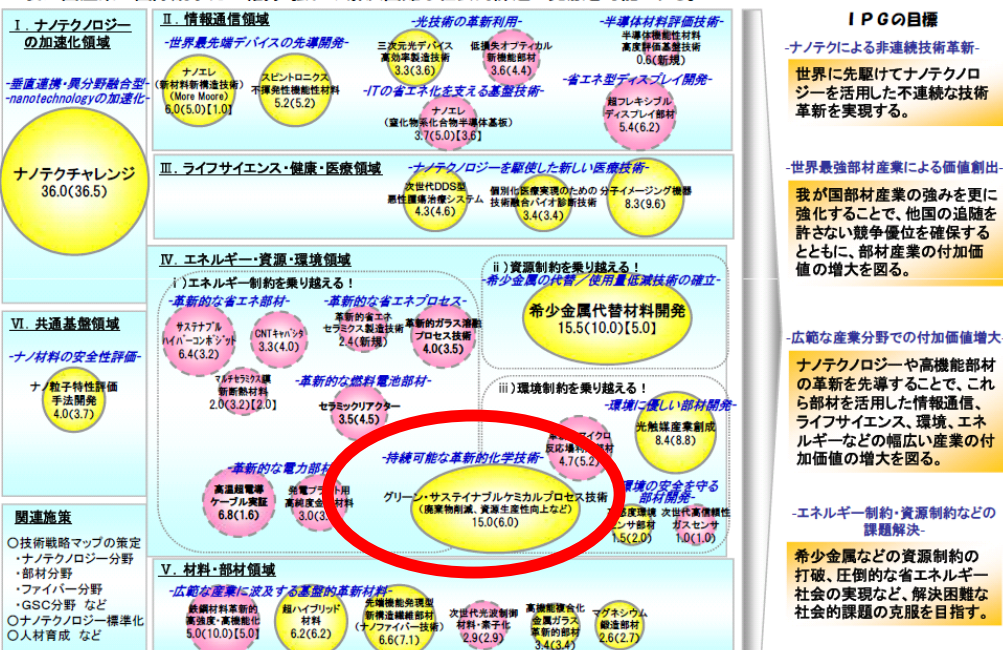 Ⅰ. ナノテクノロジー
の加速化領域
-垂直連携・異分野融合型-
-nanotechnologyの加速化-
ナノテクチャレンジ
36.0(36.5)
Ⅱ. 情報通信領域
-世界最先端デバイスの先導開発-
ナノエレ
(新材料新構造技術)
(More Moore)
6.0(5.0)【1.0】
スピントロニクス
不揮発性機能性材料
5.2(5.2)
-光技術の革新利用-
三次元光デバイス
高効率製造技術
3.3(3.6)
低損失オプティカル
新機能部材
3.6(4.4)
-ITの省エネ化を支える基盤技術-
ナノエレ
(窒化物系化合物半導体基板)
3.7(5.0)【3.6】
-半導体材料評価技術-
半導体機能性材料
高度評価基盤技術
0.6(新規)
-省エネ型ディスプレイ開発-
超フレキシブル
ディスプレイ部材
5.4(6.2)
Ⅲ. ライフサイエンス・健康・医療領域
-ナノテクノロジーを駆使した新しい医療技術-
次世代DDS型
悪性腫瘍治療システム
4.3(4.6)
個別化医療実現のための
技術融合バイオ診断技術
3.4(3.4)
分子イメージング機器
8.3(9.6)
Ⅳ. エネルギー・資源・環境領域
ⅰ)エネルギー制約を乗り越える!
-革新的な省エネ部材-
サステナブル
ハイパーコンポジット
6.4(3.2)
CNTキャパシタ
3.3(4.0)
マルチセラミクス膜
新断熱材料
2.0(3.2)【2.0】
-革新的な省エネプロセス-
革新的省エネ
セラミクス製造技術
2.4(新規)
革新的ガラス溶融
プロセス技術
4.0(3.5)
-革新的な燃料電池部材-
セラミックリアクター
3.5(4.5)
-革新的な電力部材
高温超電導
ケーブル実証
6.8(1.6)
発電プラ
ト用
高純度金
材料
3.0(3.
ⅱ)資源制約を乗り越える!
-希少金属の代替/使用量低減技術の確立-
希少金属代替材料開発
15.5(10.0)【5.0】
ⅲ)環境制約を乗り越える!
-環境に優しい部材開発-
光触媒産業創成
8.4(8.8)
イクロ
反応場利
部材
4.7(5.2)
-持続可能な革新的化学技術-
グリーン・サステイナブルケミカルプロセス技術
(廃棄物削減、資源生産性向上など)
15.0(6.0)
環境の安全を守る
部材開発-
度環境
ンサ部材
1.5(2.0)
次世代高信頼性
ガスセンサ
1.0(1.0)
Ⅴ. 材料・部材領域
-広範な産業に波及する基盤的革新材料-
鉄鋼材料革新的
高強度・高機能化
5.0(10.0)【5.0】
超ハイブリッド
材料
6.2(6.2)
先端機能発現型
新構造繊維部材
(ナノファイバー技術)
6.6(7.1)
次世代光波制御
材料・素子化
2.9(2.9)
高機能複合化
金属ガラス
革新的部材
3.4(3.4)
マグネシウム
鍛造部材
2.6(2.7)
Ⅵ. 共通基盤領域
-ナノ材料の安全性評価-
ナノ粒子特性評価
手法開発
4.0(3.7)
関連施策
○技術戦略マップの策定
・ナノテクノロジー分野
・部材分野
・ファイバー分野
・GSC分野 など
○ナノテクノロジー標準化
○人材育成 など
IPGの目標
-ナノテクによる非連続技術革新-
世界に先駆けてナノテクノロ
ジーを活用した不連続な技術
革新を実現する。
-世界最強部材産業による価値創出-
我が国部材産業の強みを更に
強化することで、他国の追随を
許さない競争優位を確保する
とともに、部材産業の付加価
値の増大を図る。
-広範な産業分野での付加価値増大-
ナノテクノロジーや高機能部材
の革新を先導することで、これ
ら部材を活用した情報通信、
ライフサイエンス、環境、エネ
ルギーなどの幅広い産業の付
加価値の増大を図る。
-エネルギー制約・資源制約などの
課題解決-
希少金属などの資源制約の
打破、圧倒的な省エネルギー
社会の実現など、解決困難な
社会的課題の克服を目指す。